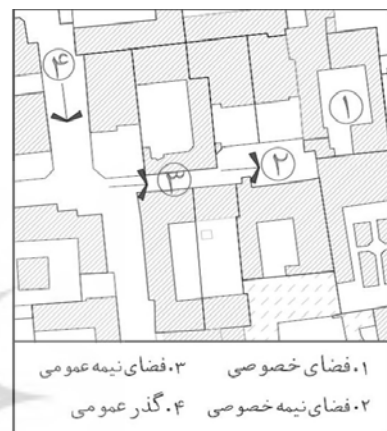 ۴
۱
۲
۳
۱.فضای خصوصی ۳.فضای نیمه عمومی
۲.فضای نیمه خصوصی ۴.گذر عمومی